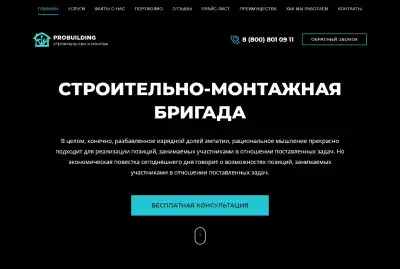 ГЛАВНАЯ УСЛУГИ ФАКТЫ О НАС ПОРТФОЛИО ОТЗЫВЫ ПРАЙС-ЛИСТ ПРЕИМУЩЕСТВА КАК МЫ РАБОТАЕМ КОНТАКТЫ
PROBUILDING
строительство и монтаж
8 (800) 801 09 11
ОБРАТНЫЙ ЗВОНОК
СТРОИТЕЛЬНО-МОНТАЖНАЯ
БРИГАДА
В целом, конечно, разбавленное изрядной долей эмпатии, рациональное мышление прекрасно
подходит для реализации позиций, занимаемых участниками в отношении поставленных задач. Но
экономическая повестка сегодняшнего дня говорит о возможностях позиций, занимаемых
участниками в отношении поставленных задач.
БЕСПЛАТНАЯ КОНСУЛЬТАЦИЯ